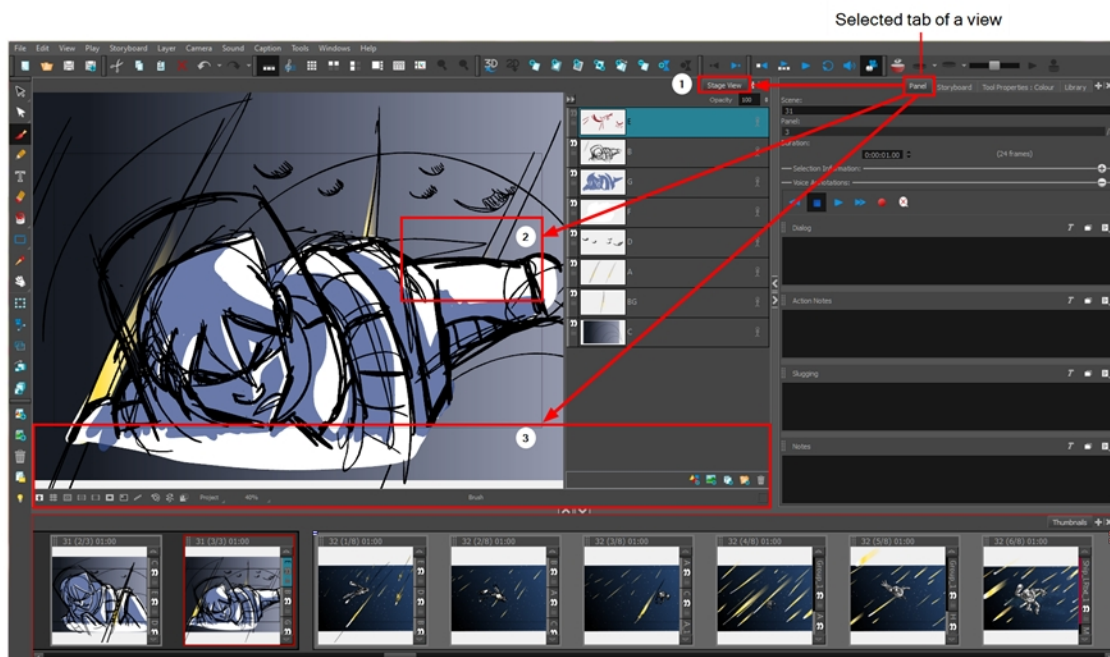 Selected tab of a view
File Edit View Play Storyboard Layer Camera Sound Caption Tools Windows Help
3D 2D
1
Stage View
Panel Storyboard Tool Properties : Colour Library
Opacity 100
Scene:
31
Panel:
3
Duration:
0:00:01.00 (24 frames)
Selection Information:
Voice Annotations:
E
B
G
F
D
A
BG
C
2
3
Dialog
Action Notes
Slugging
Notes
Project 40% Brush
Thumbnails
31 (2/3) 01:00 31 (3/3) 01:00 32 (1/8) 01:00 32 (2/8) 01:00 32 (3/8) 01:00 32 (4/8) 01:00 32 (5/8) 01:00 32 (6/8) 01:00